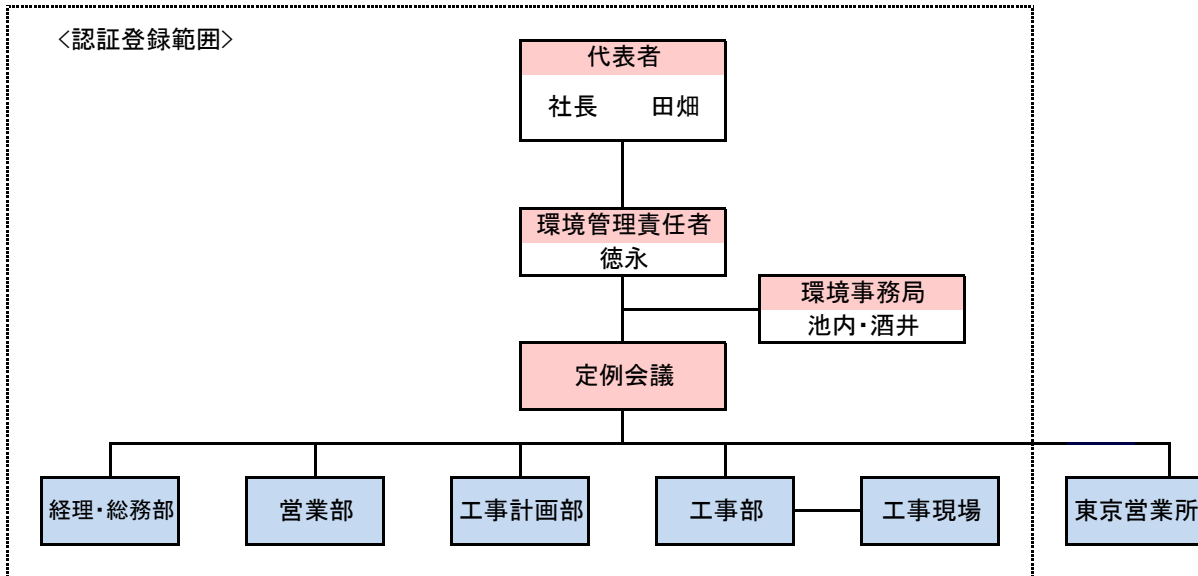 <認証登録範囲>
代表者
社長 田畑
環境管理責任者
徳永
環境事務局
池内・酒井
定例会議
経理・総務部
営業部
工事計画部
工事部
工事現場
東京営業所